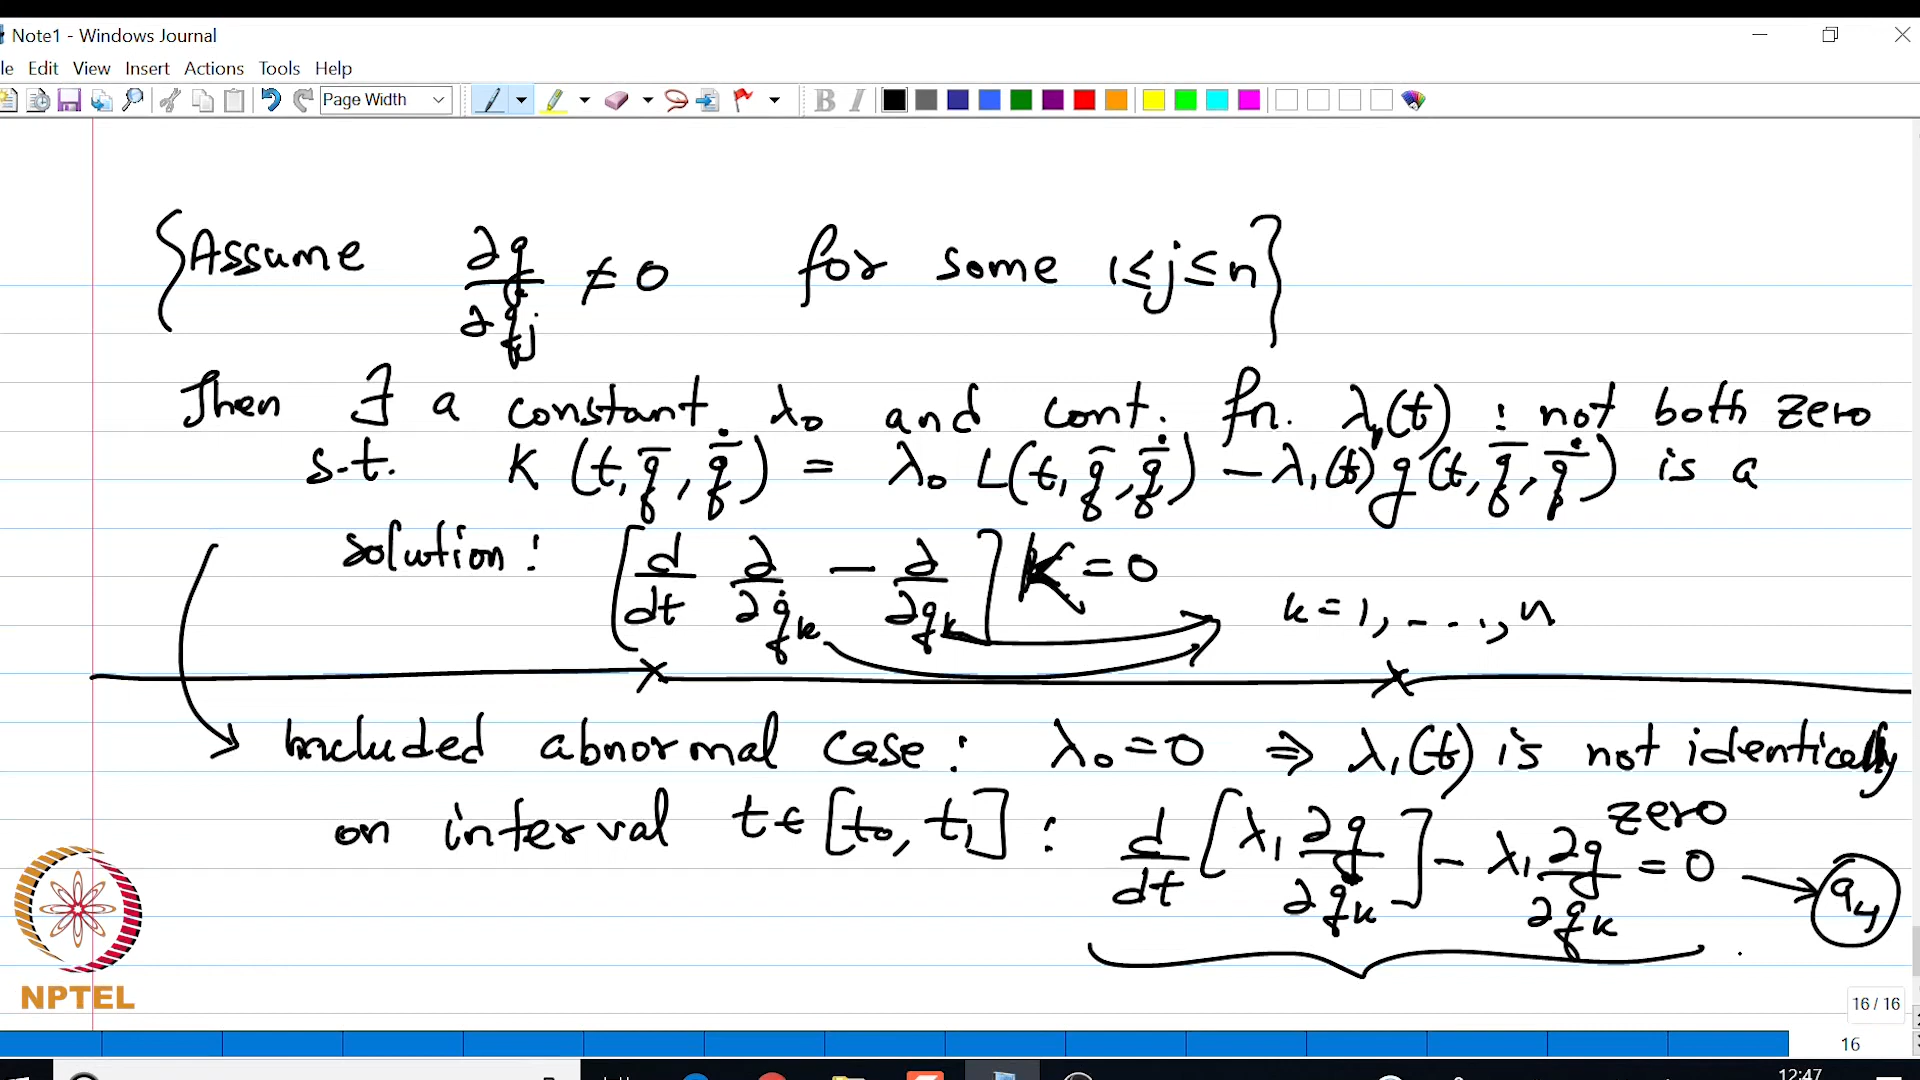 Note1 - Windows Journal
le Edit View Insert Actions Tools Help
Page Width B I
{Assume ∂g/∂q̇j ≠ 0 for some 1≤j≤n}
Then ∃ a constant λ₀ and cont. fn. λ₁(t) : not both zero
s.t. K (t, q̄, q̄̇) = λ₀ L(t, q̄, q̄̇) − λ₁(t) g (t, q̄, q̄̇) is a
solution : [d/dt ∂/∂q̇k − ∂/∂qk] K = 0
k = 1, - - - ·, n
Included abnormal case : λ₀ = 0 ⇒ λ₁(t) is not identically
zero
on interval t ∈ [t₀, t₁] : d/dt [λ₁ ∂g/∂q̇k] − λ₁ ∂g/∂qk = 0 → 94
NPTEL
16 / 16
16
12:47